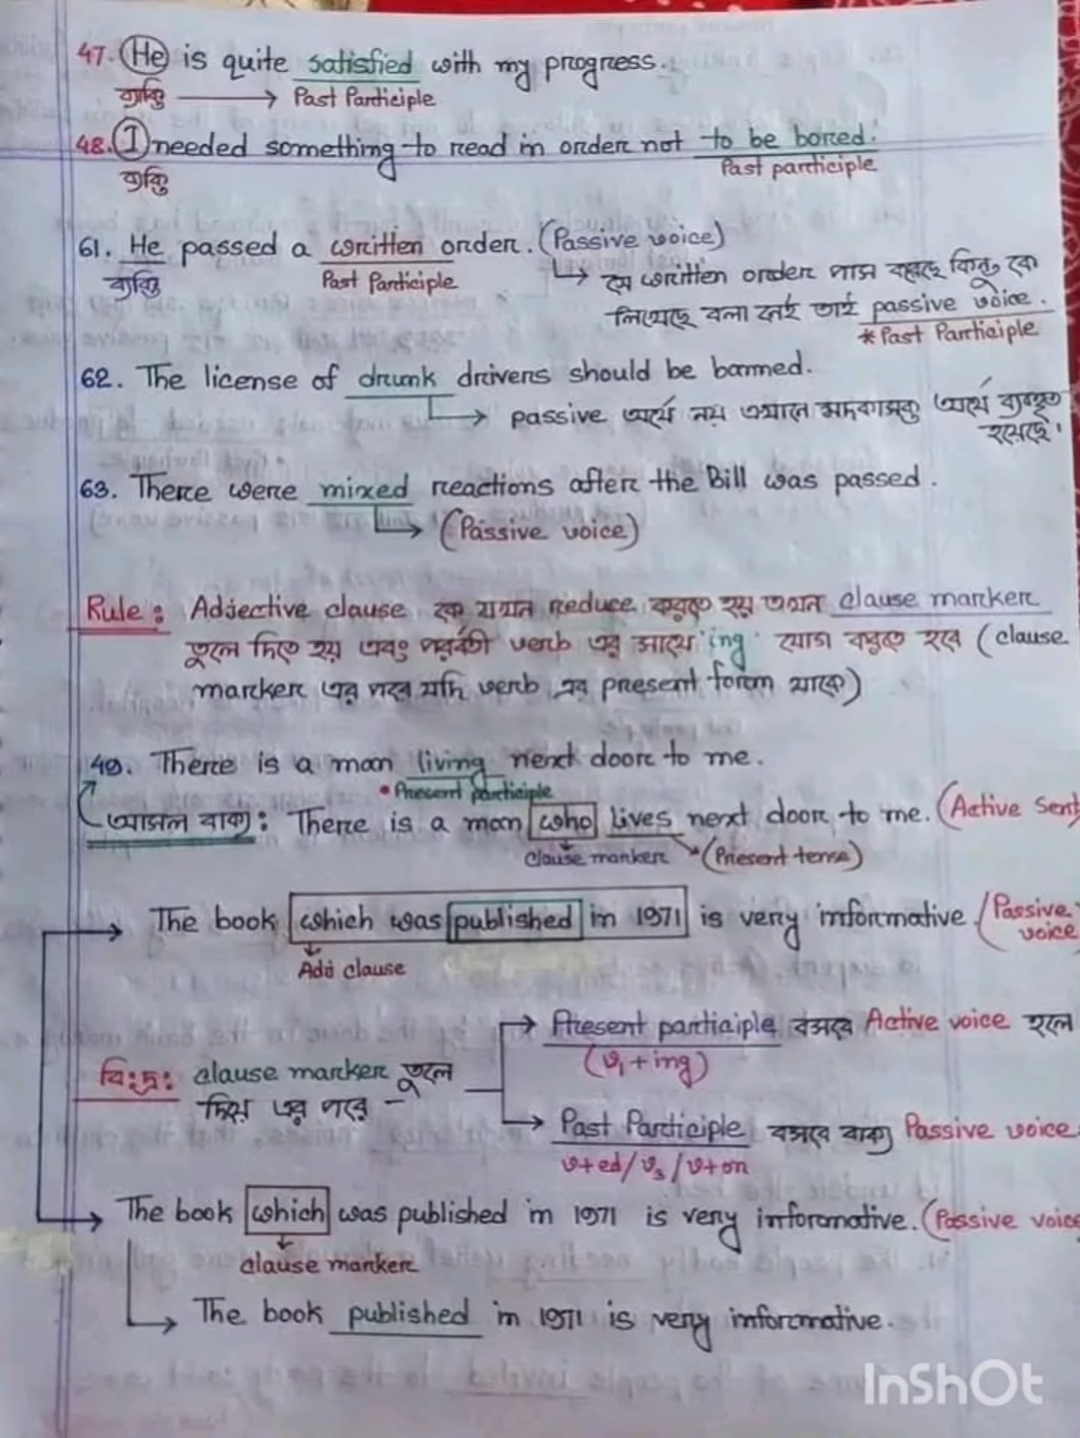 47. He is quite satisfied with my progress.
ব্যক্তি → Past Participle
48. I needed something to read in order not to be bored.
ব্যক্তি Past participle
61. He passed a written order. (Passive voice)
ব্যক্তি Past Participle
সে written order পাস করেছে কিন্তু কে
লিখেছে বলা নেই তাই passive voice.
* Past Participle
62. The license of drunk drivers should be banned.
passive অর্থে নয় এখানে মদকাসক্ত অর্থে ব্যবহৃত
হয়েছে।
63. There were mixed reactions after the Bill was passed.
(Passive voice)
Rule: Adjective clause কে যখন reduce করতে হয় তখন clause marker
তুলে দিতে হয় এবং পরবর্তী verb এর সাথে 'ing' যোগ করতে হবে (clause
marker এর পরে যদি verb এর present form থাকে)
49. There is a man living next door to me.
• Present participle
আসল বাক্য: There is a man who lives next door to me. (Active Sent)
clause marker (Present tense)
The book which was published in 1971 is very informative. (Passive
voice
Adj clause
Present participle বসবে Active voice হলে
(v₁+ing)
বি:দ্র: clause marker তুলে
দিয়ে এর পরে –
Past Participle বসবে বাক্য Passive voice
v+ed/v₃/v+en
The book which was published in 1971 is very informative. (Passive voice
clause marker
The book published in 1971 is very informative.
InShOt